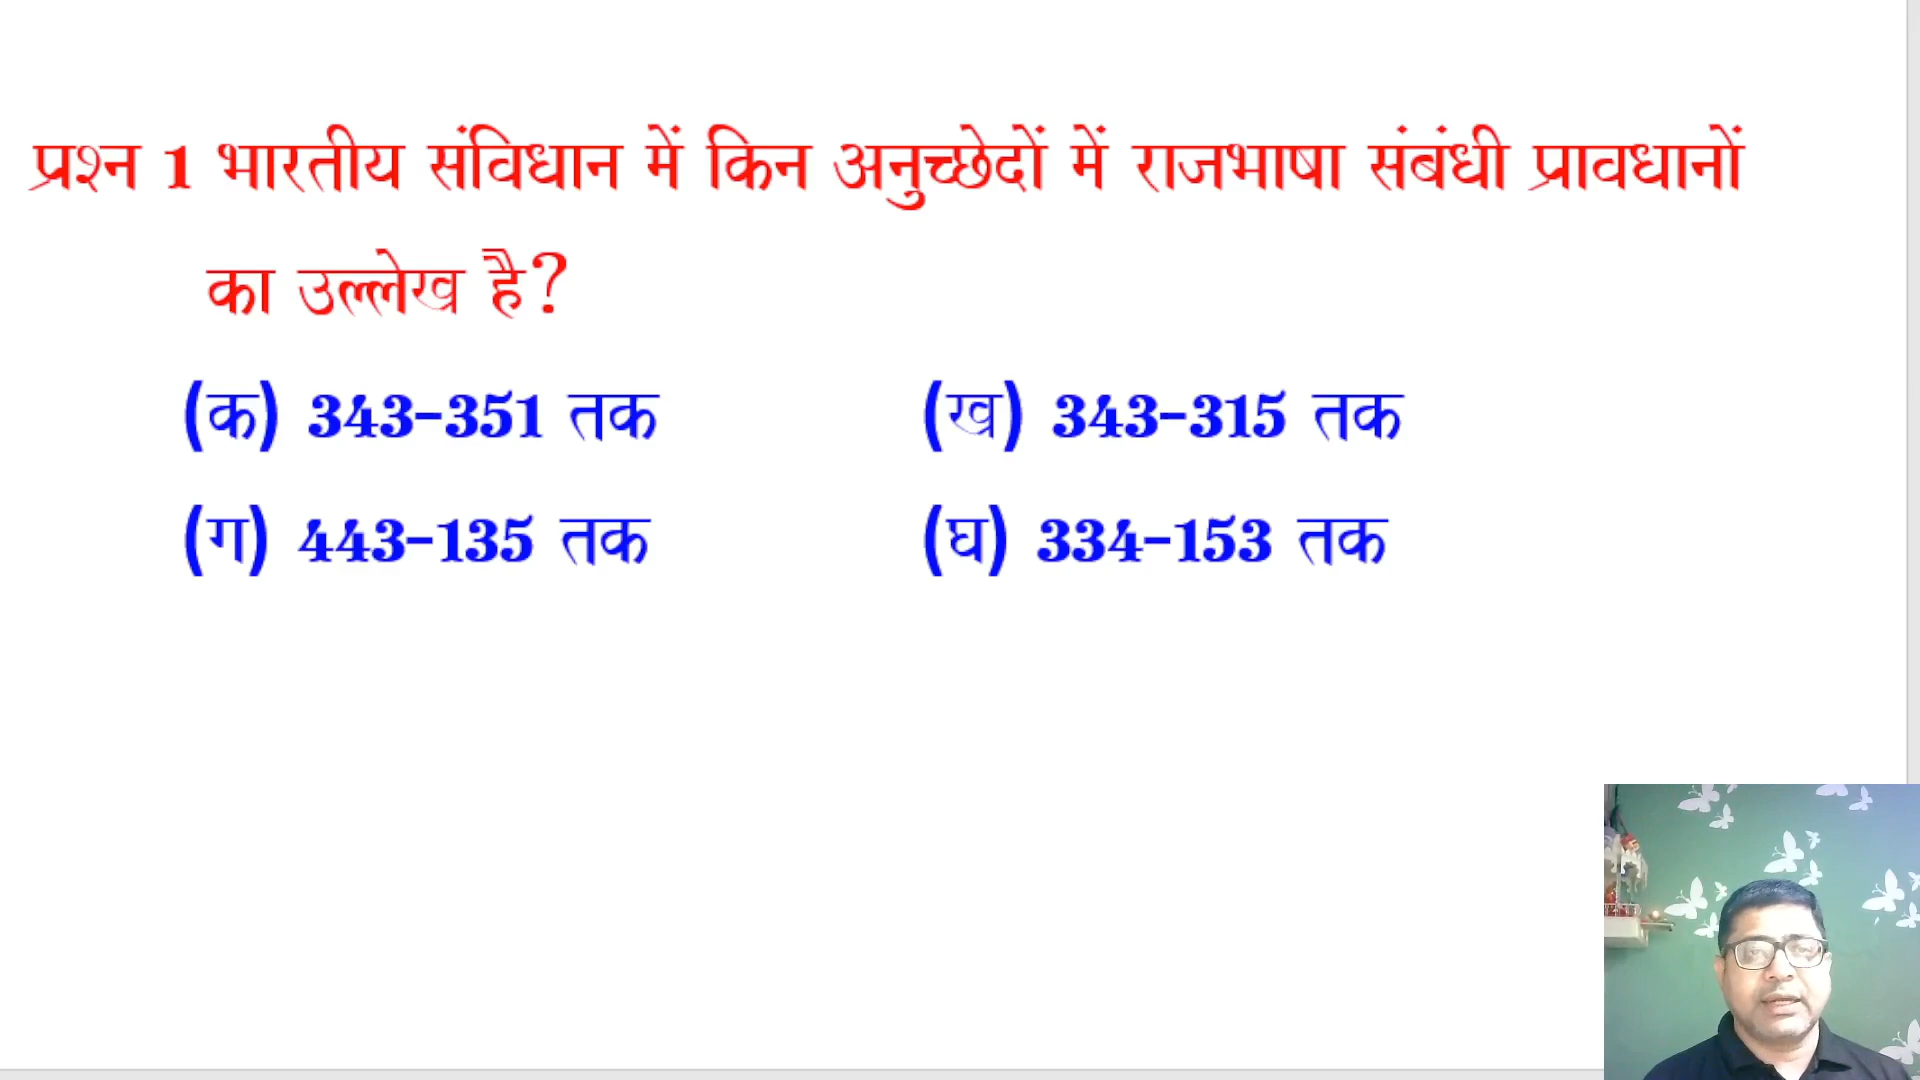 प्रश्न 1 भारतीय संविधान में किन अनुच्छेदों में राजभाषा संबंधी प्रावधानों
का उल्लेख है?
(क) 343-351 तक (ख) 343-315 तक
(ग) 443-135 तक (घ) 334-153 तक